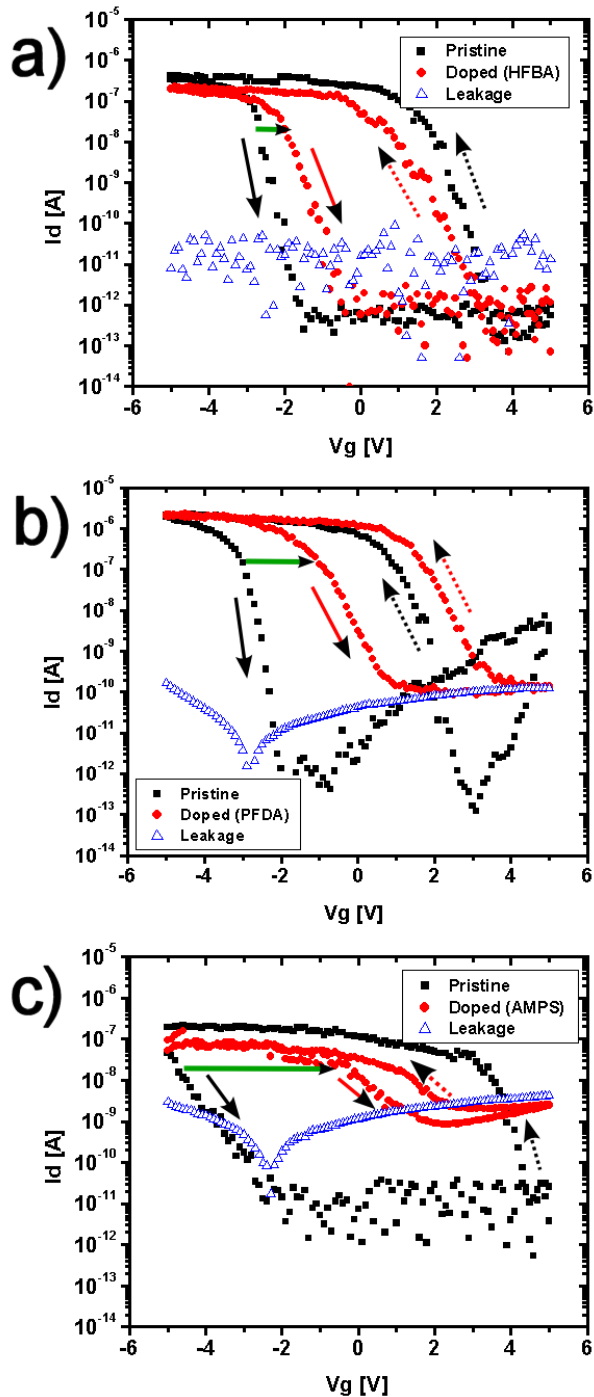 a)
Id [A]
10^-5
10^-6
10^-7
10^-8
10^-9
10^-10
10^-11
10^-12
10^-13
10^-14
Pristine
Doped (HFBA)
Leakage
-6 -4 -2 0 2 4 6
Vg [V]
b)
Id [A]
10^-5
10^-6
10^-7
10^-8
10^-9
10^-10
10^-11
10^-12
10^-13
10^-14
Pristine
Doped (PFDA)
Leakage
-6 -4 -2 0 2 4 6
Vg [V]
c)
Id [A]
10^-5
10^-6
10^-7
10^-8
10^-9
10^-10
10^-11
10^-12
10^-13
10^-14
Pristine
Doped (AMPS)
Leakage
-6 -4 -2 0 2 4 6
Vg [V]